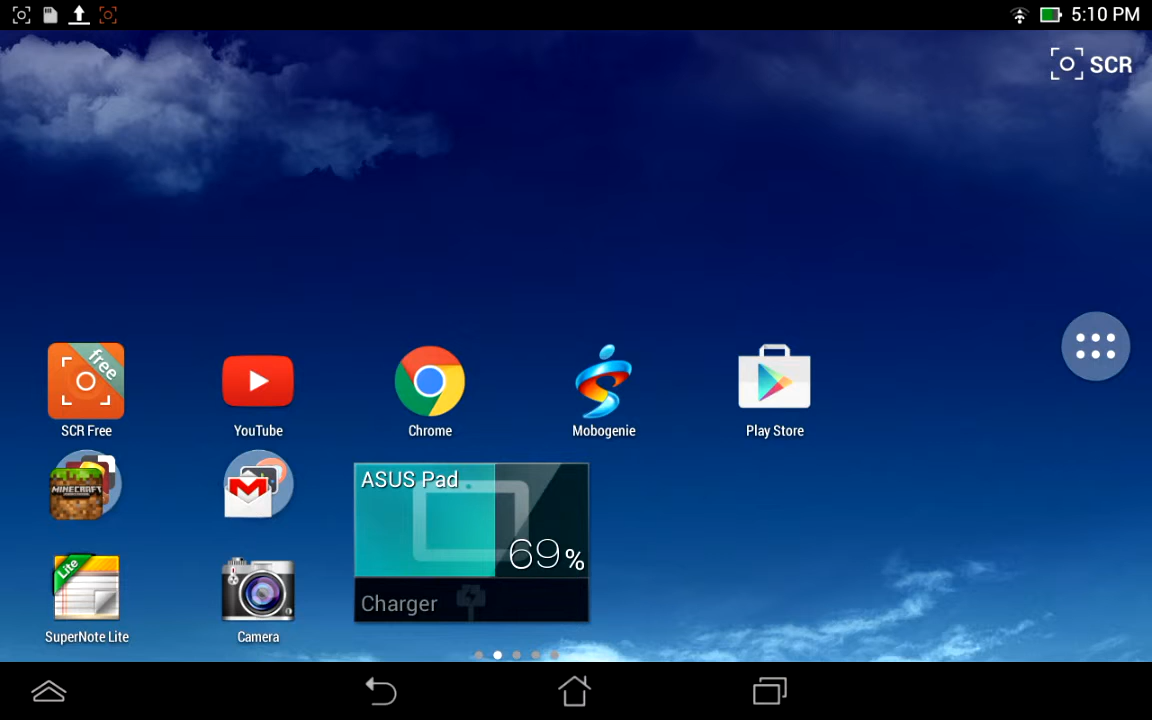 5:10 PM
SCR
free
SCR Free
YouTube
Chrome
Mobogenie
Play Store
MINECRAFT
ASUS Pad
69%
Charger
Lite
SuperNote Lite
Camera